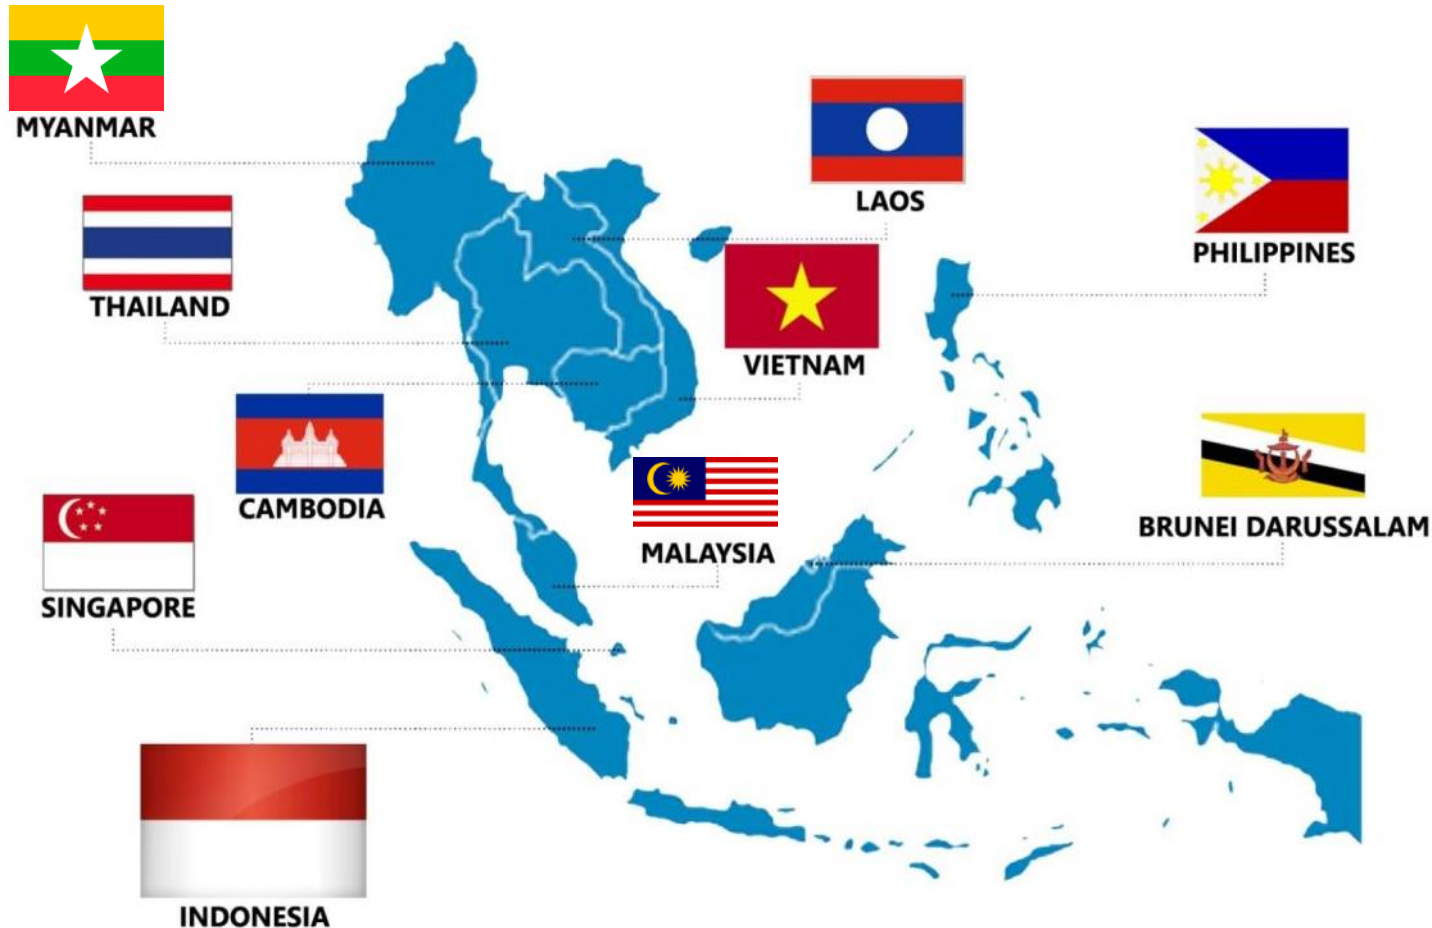 MYANMAR
LAOS
PHILIPPINES
THAILAND
VIETNAM
CAMBODIA
BRUNEI DARUSSALAM
MALAYSIA
SINGAPORE
INDONESIA